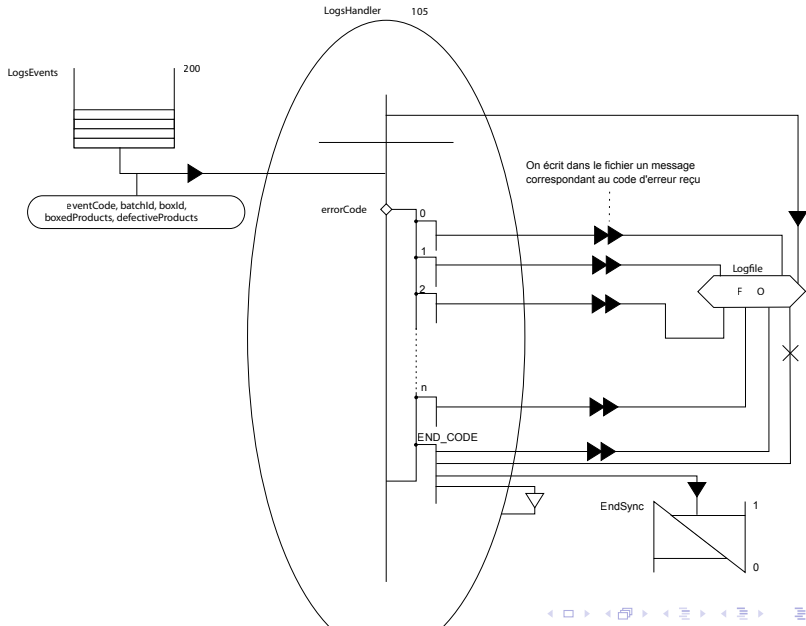 LogsHandler 105
LogsEvents
200
On écrit dans le fichier un message
correspondant au code d'erreur reçu
eventCode, batchId, boxId,
boxedProducts, defectiveProducts
errorCode
0
1
2
n
END_CODE
Logfile
F O
EndSync
1
0